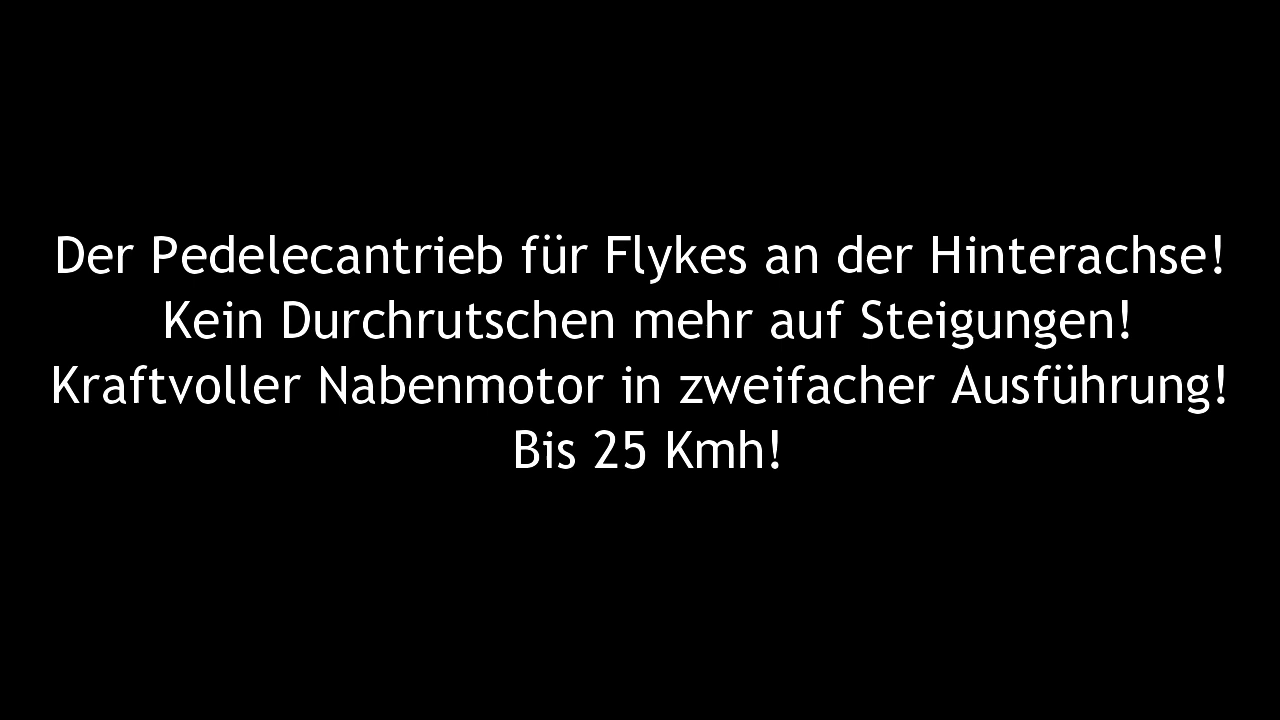 Der Pedelecantrieb für Flykes an der Hinterachse!
Kein Durchrutschen mehr auf Steigungen!
Kraftvoller Nabenmotor in zweifacher Ausführung!
Bis 25 Kmh!